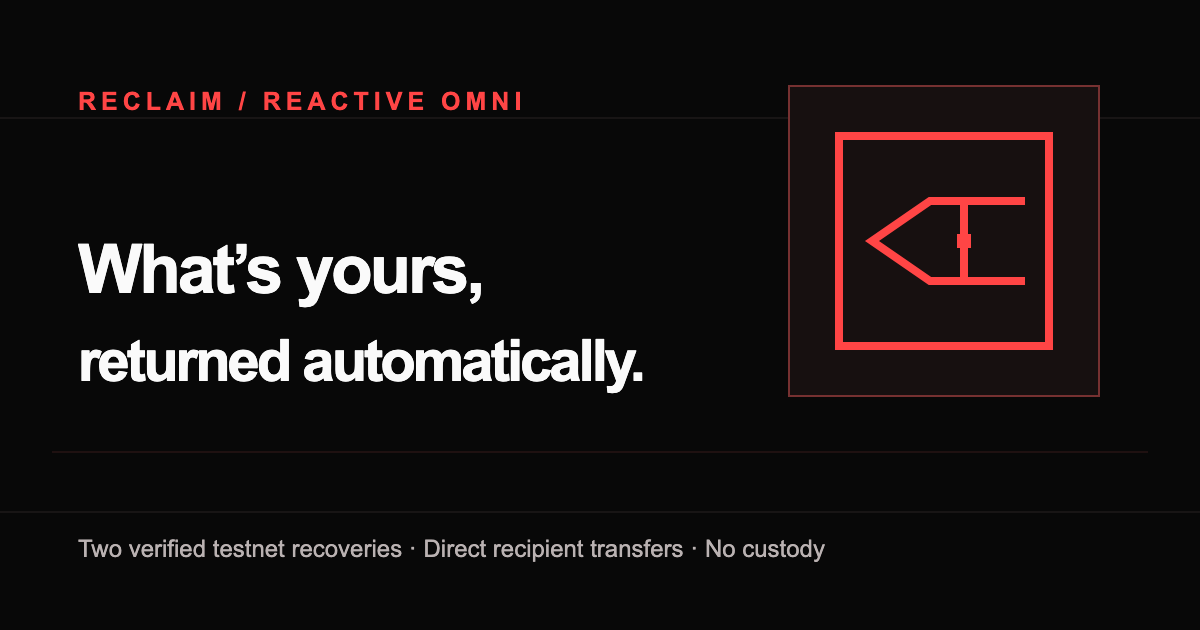 RECLAIM / REACTIVE OMNI
What’s yours,
returned automatically.
Two verified testnet recoveries · Direct recipient transfers · No custody